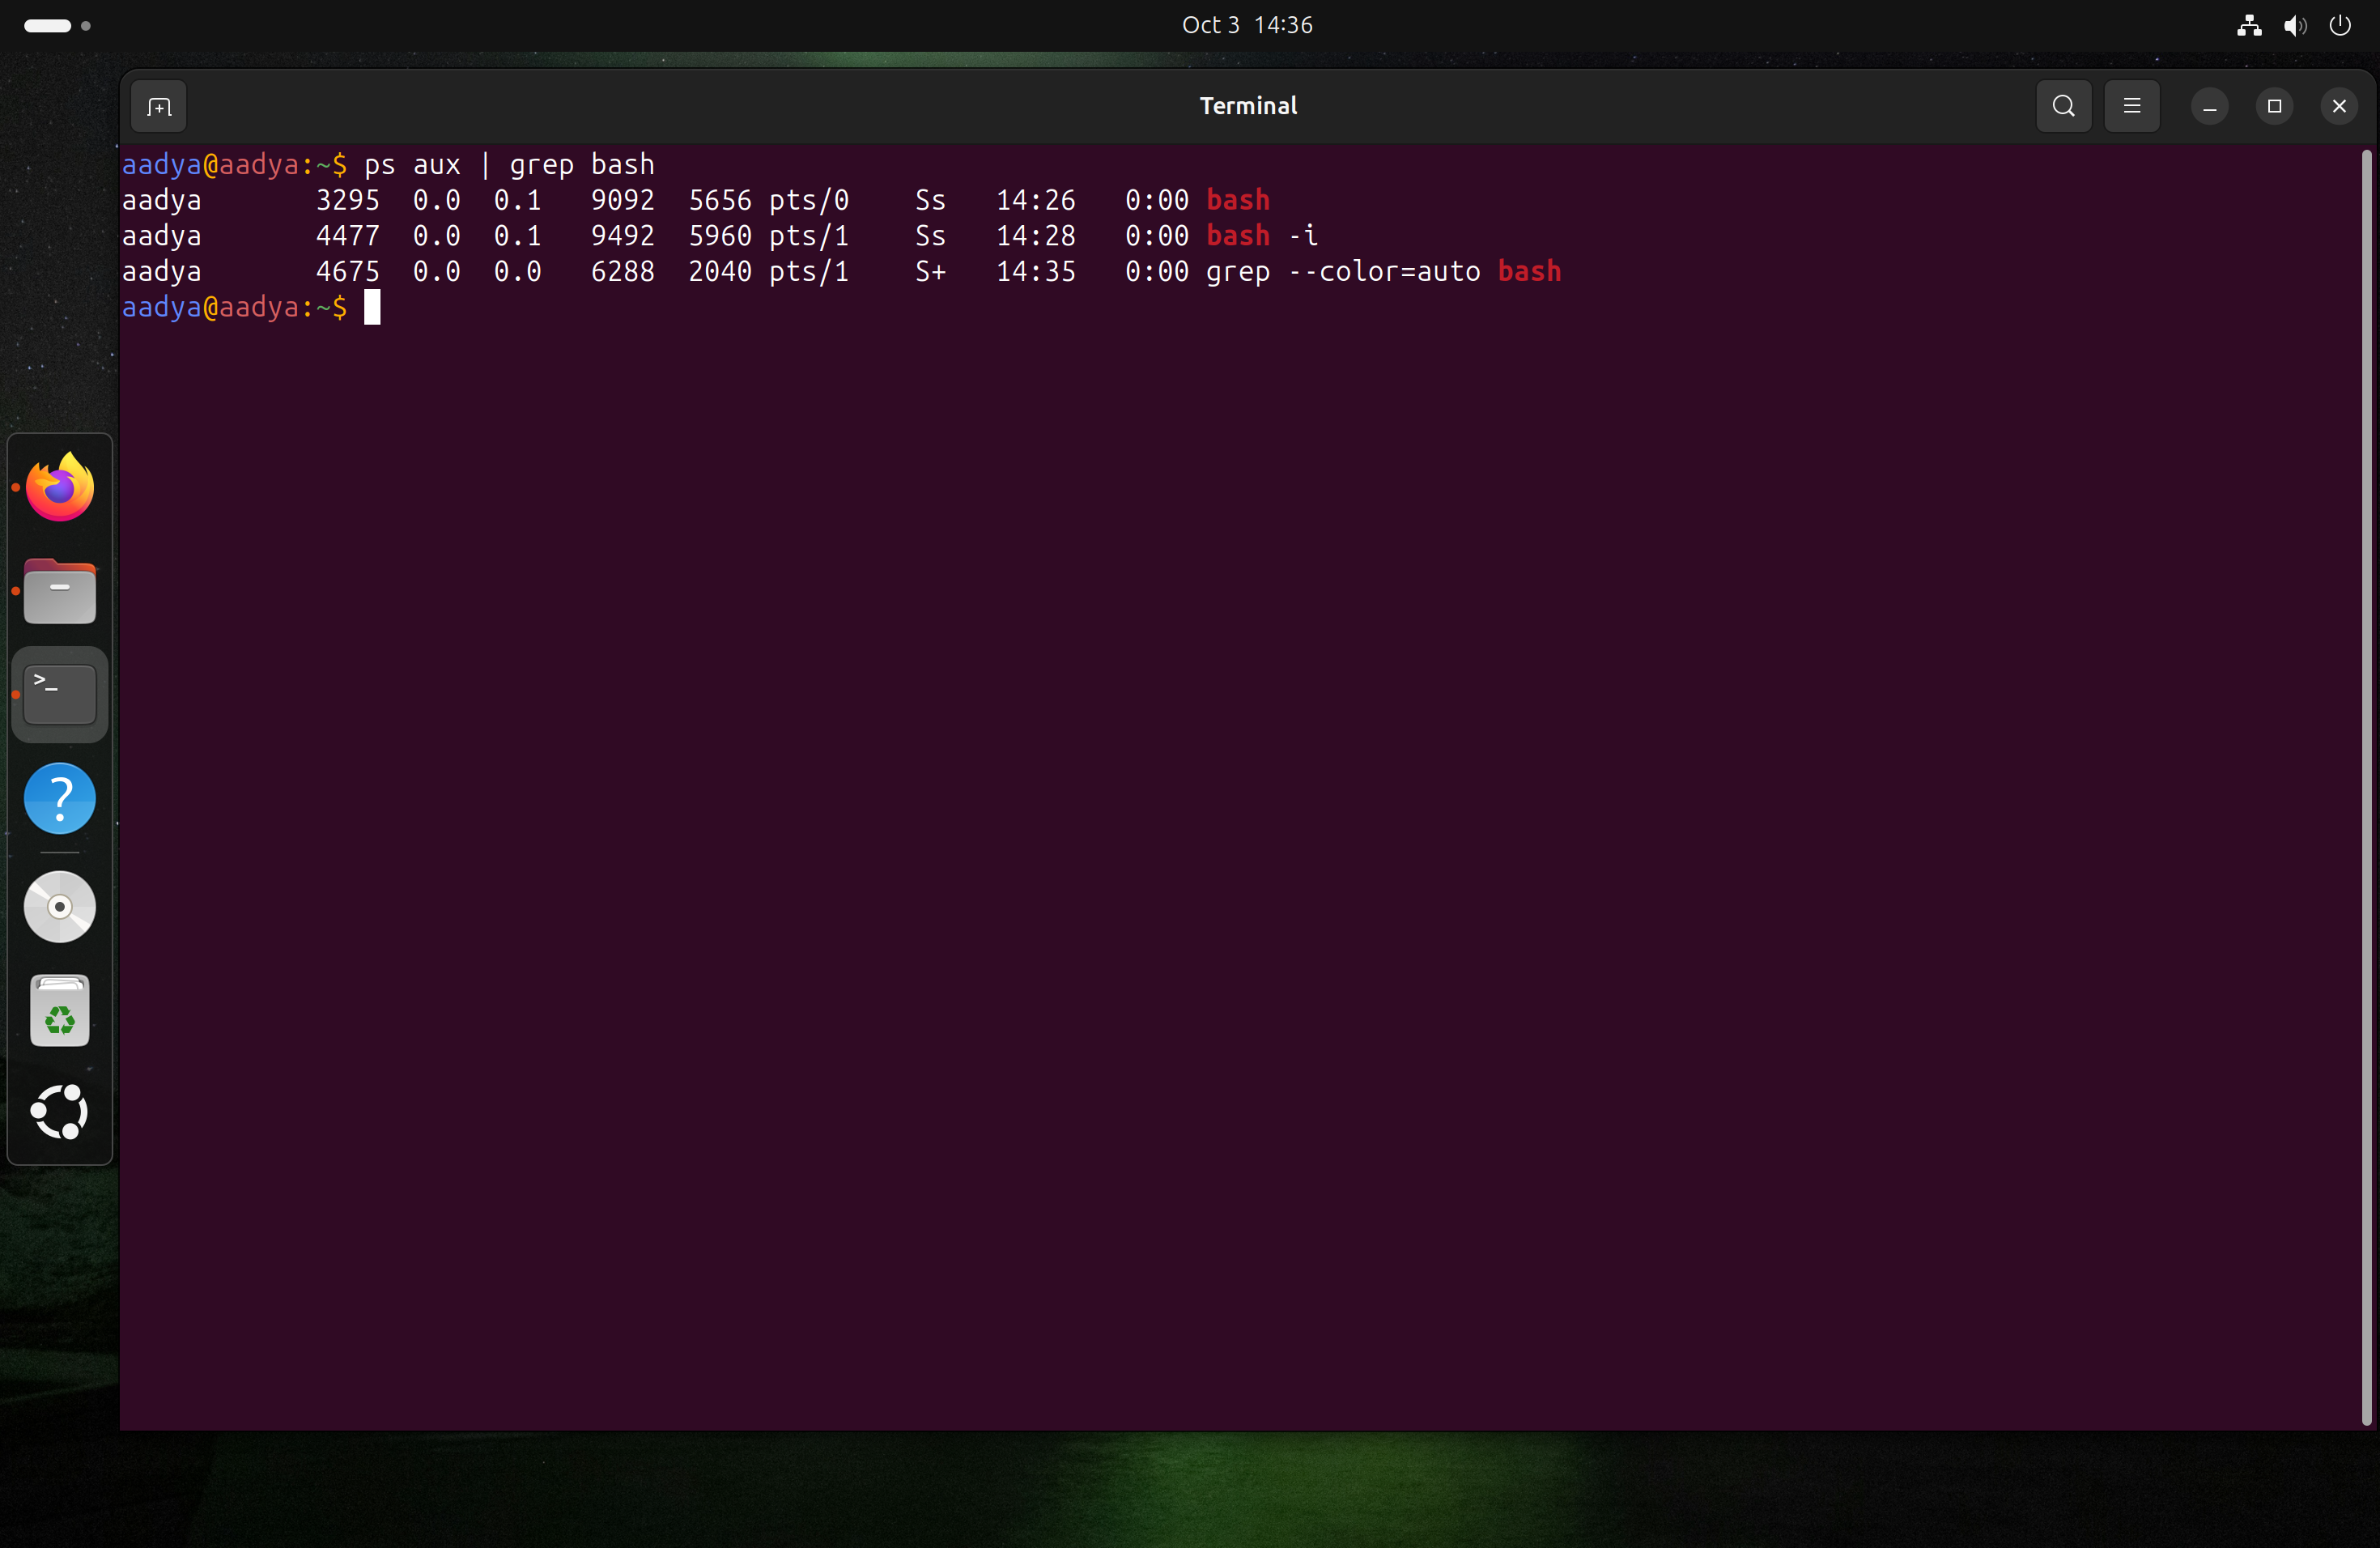 Oct 3 14:36
Terminal
aadya@aadya:~$ ps aux | grep bash
aadya       3295  0.0  0.1   9092  5656 pts/0    Ss   14:26   0:00 bash
aadya       4477  0.0  0.1   9492  5960 pts/1    Ss   14:28   0:00 bash -i
aadya       4675  0.0  0.0   6288  2040 pts/1    S+   14:35   0:00 grep --color=auto bash
aadya@aadya:~$